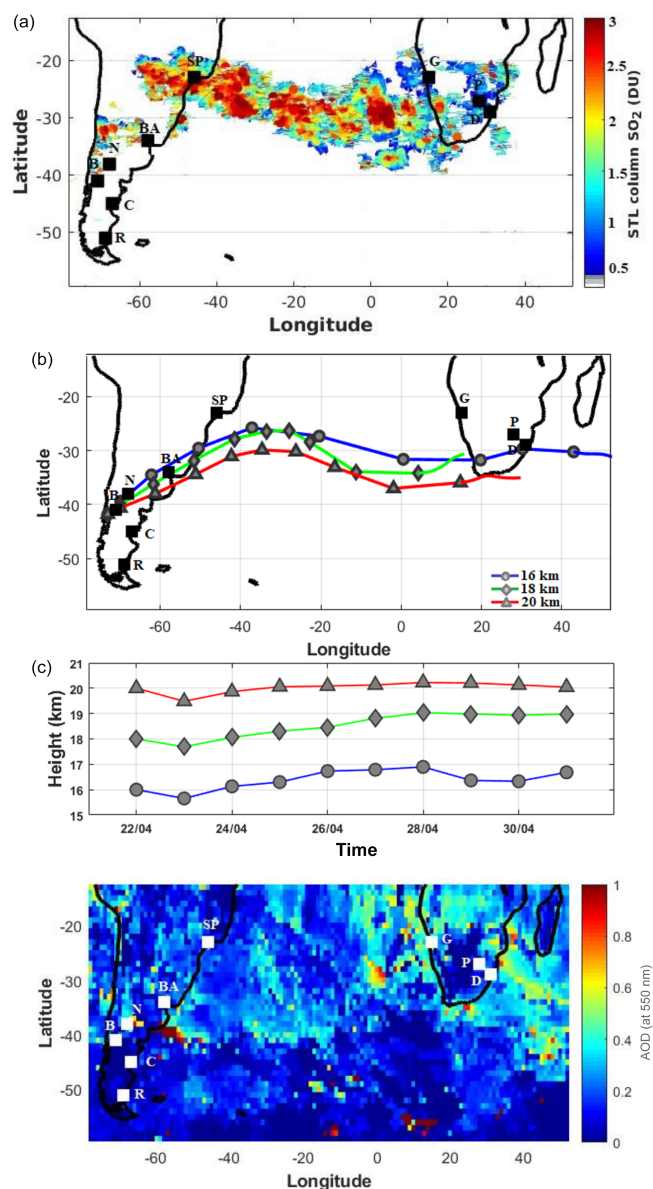 (a)
-20
-30
-40
-50
Latitude
-60
-40
-20
0
20
40
Longitude
SP
BA
N
B
C
R
G
P
D
3
2.5
2
1.5
1
0.5
STL column SO2 (DU)
(b)
-20
-30
-40
-50
Latitude
-60
-40
-20
0
20
40
Longitude
SP
BA
N
B
C
R
G
P
D
16 km
18 km
20 km
(c)
21
20
19
18
17
16
15
Height (km)
22/04
24/04
26/04
28/04
30/04
Time
-20
-30
-40
-50
Latitude
-60
-40
-20
0
20
40
Longitude
SP
BA
N
B
C
R
G
P
D
1
0.8
0.6
0.4
0.2
0
AOD (at 550 nm)